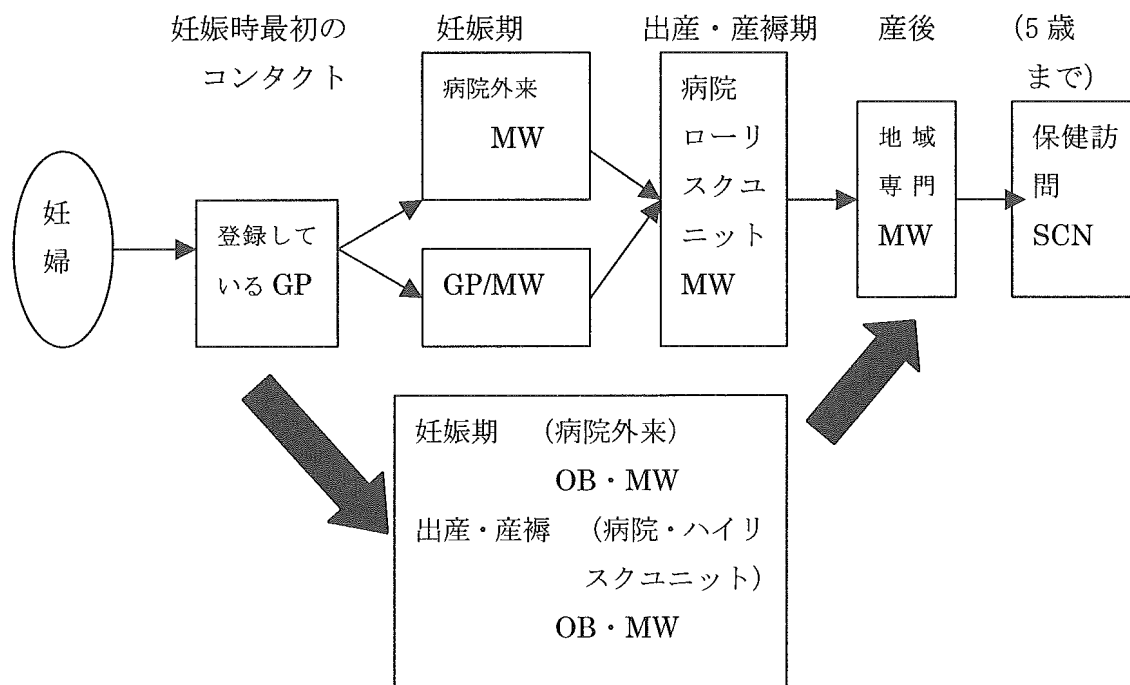 妊娠時最初の
コンタクト
妊娠期
出産・産褥期
産後
(5歳
まで)
妊
婦
登録して
いる GP
病院外来
MW
GP/MW
病院
ローリ
スクユ
ニット
MW
地域
専門
MW
保健訪
問
SCN
妊娠期 (病院外来)
OB・MW
出産・産褥 (病院・ハイリ
スクユニット)
OB・MW